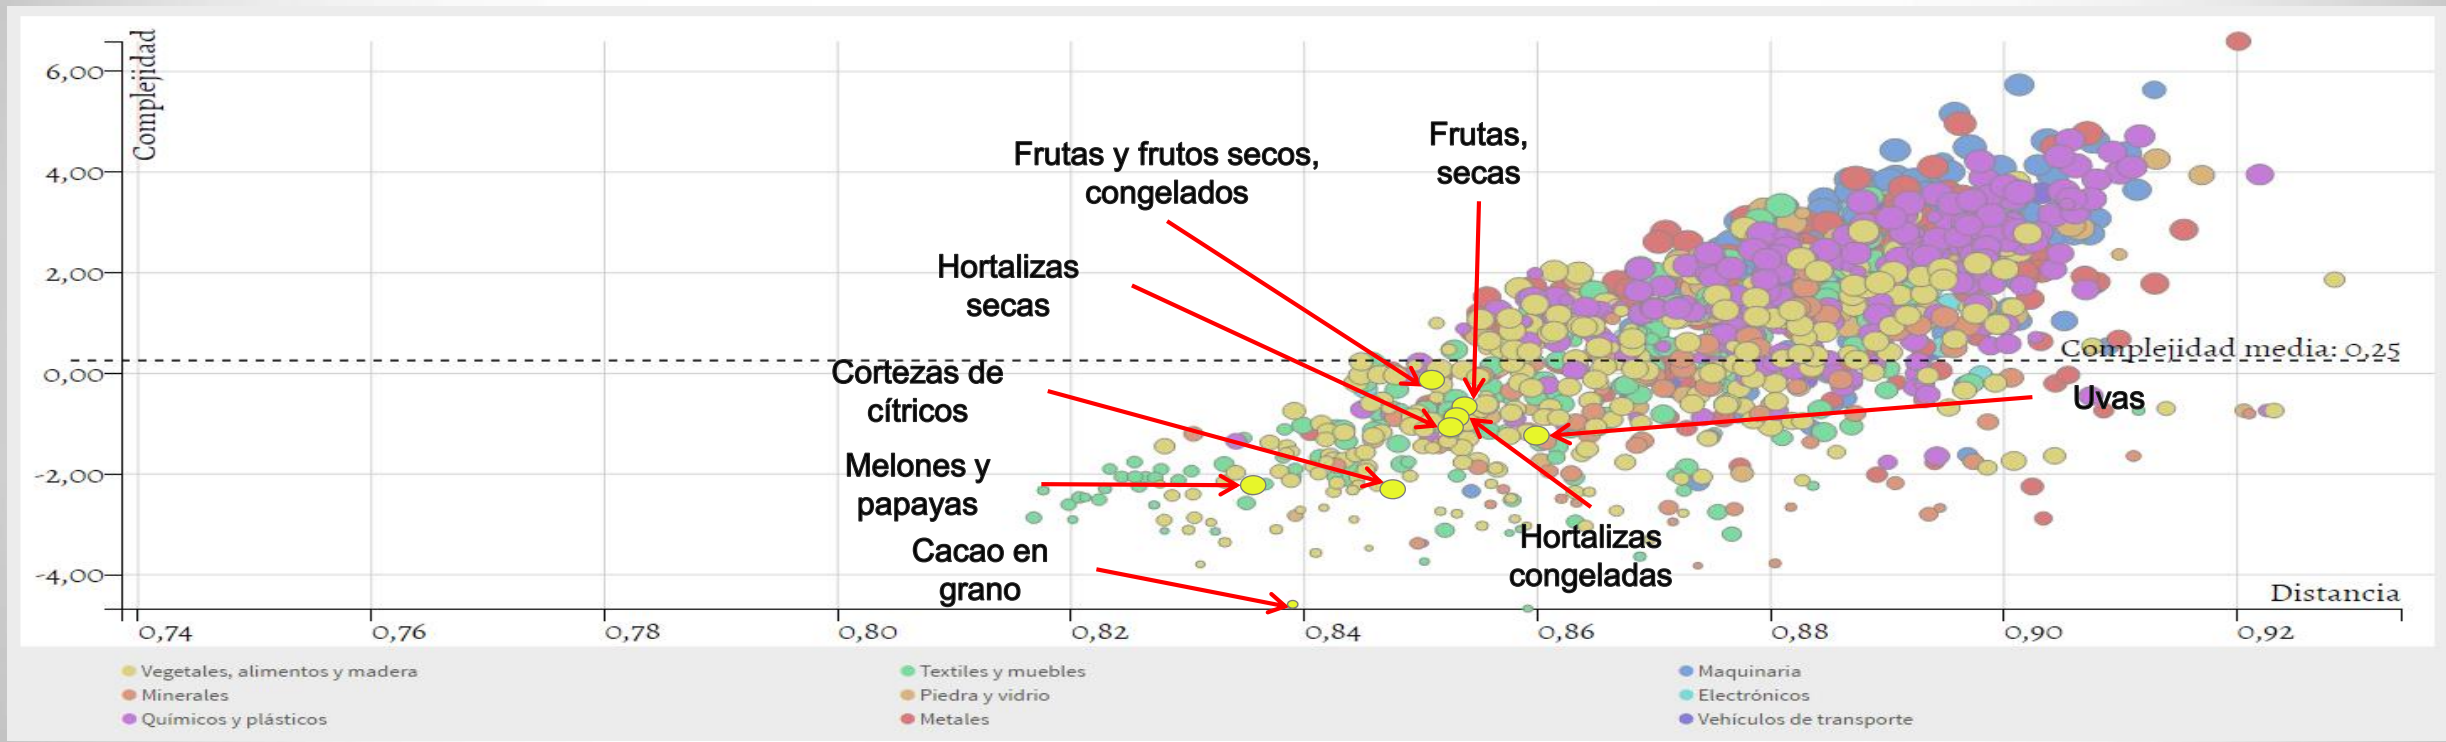 Complejidad
6,00
4,00
2,00
0,00
-2,00
-4,00
Frutas y frutos secos,
congelados
Frutas,
secas
Hortalizas
secas
Cortezas de
cítricos
Melones y
papayas
Cacao en
grano
Complejidad media: 0,25
Uvas
Hortalizas
congeladas
Distancia
0,74 0,76 0,78 0,80 0,82 0,84 0,86 0,88 0,90 0,92
Vegetales, alimentos y madera Textiles y muebles Maquinaria
Minerales Piedra y vidrio Electrónicos
Químicos y plásticos Metales Vehículos de transporte